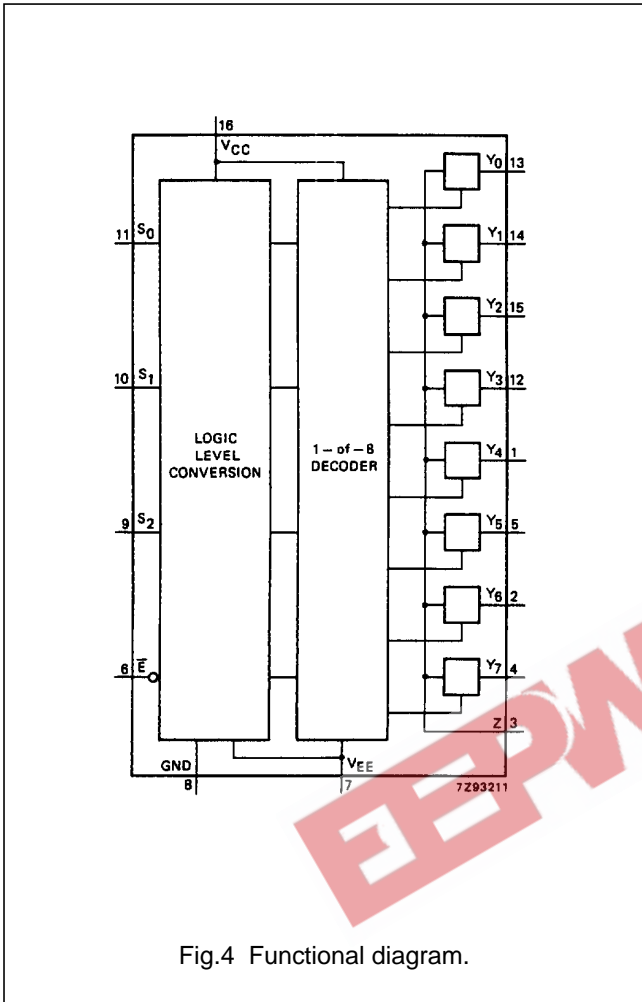 16
VCC
Y0 13
11 S0
Y1 14
Y2 15
10 S1
Y3 12
LOGIC
LEVEL
CONVERSION
1-of-8
DECODER
Y4 1
9 S2
Y5 5
Y6 2
6 E̅
Y7 4
Z 3
GND
VEE
8
7
7Z93211
EEPW
Fig.4 Functional diagram.